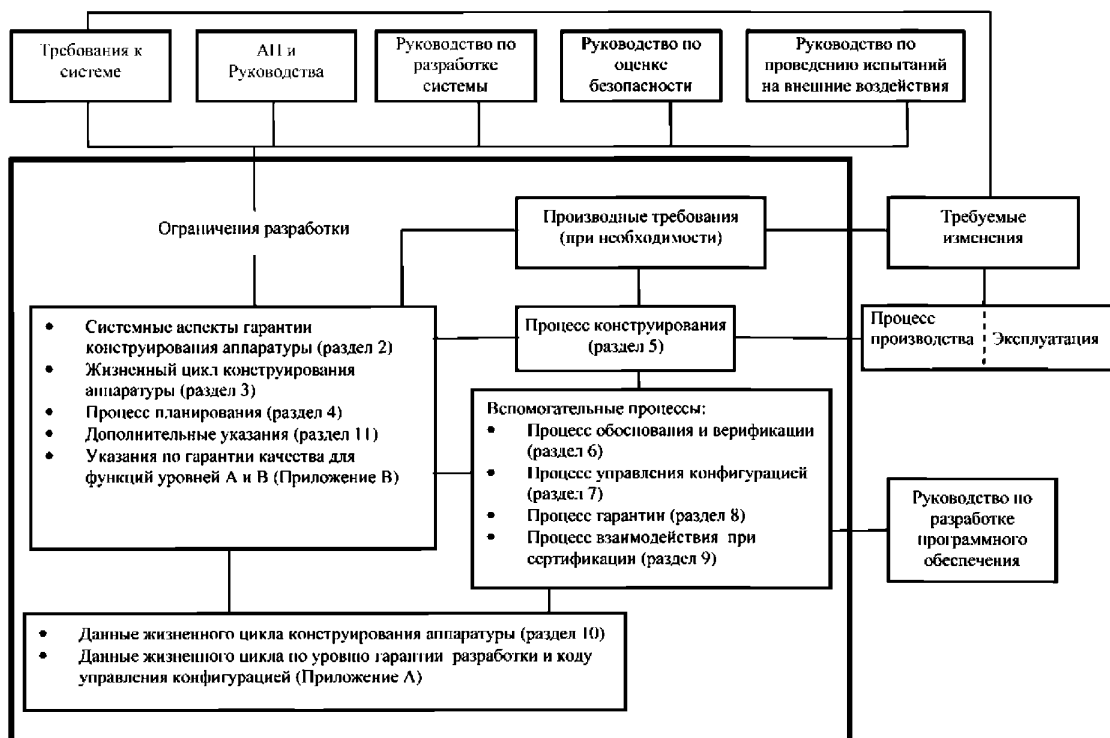 Требования к
системе
АП и
Руководства
Руководство по
разработке
системы
Руководство по
оценке
безопасности
Руководство по
проведению испытаний
на внешние воздействия
Ограничения разработки
Производные требования
(при необходимости)
Требуемые
изменения
• Системные аспекты гарантии
конструирования аппаратуры (раздел 2)
• Жизненный цикл конструирования
аппаратуры (раздел 3)
• Процесс планирования (раздел 4)
• Дополнительные указания (раздел 11)
• Указания по гарантии качества для
функций уровней А и В (Приложение В)
Процесс конструирования
(раздел 5)
Процесс
производства
Эксплуатация
Вспомогательные процессы:
• Процесс обоснования и верификации
(раздел 6)
• Процесс управления конфигурацией
(раздел 7)
• Процесс гарантии (раздел 8)
• Процесс взаимодействия при
сертификации (раздел 9)
Руководство по
разработке
программного
обеспечения
• Данные жизненного цикла конструирования аппаратуры (раздел 10)
• Данные жизненного цикла по уровню гарантии разработки и коду
управления конфигурацией (Приложение А)